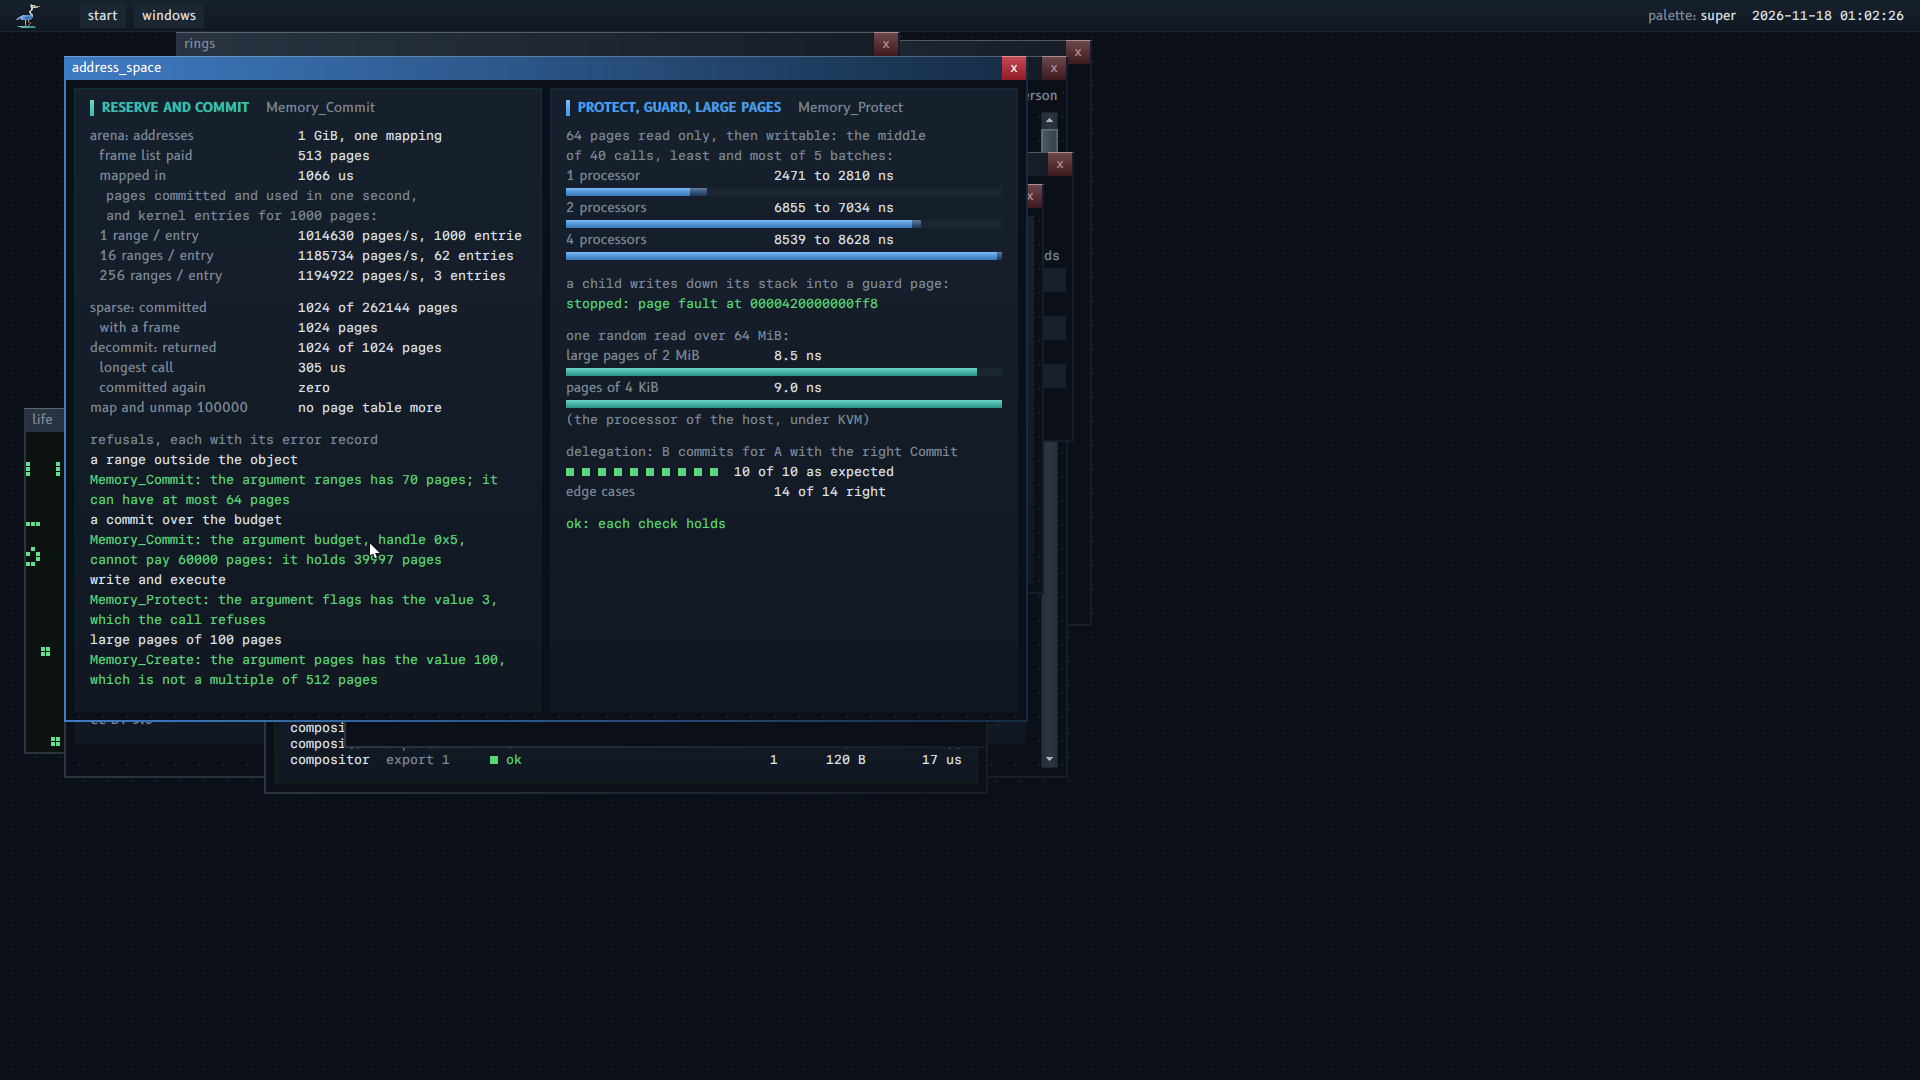 start windows palette: super 2026-11-18 01:02:26
rings x
x
address_space x
x
RESERVE AND COMMIT Memory_Commit
arena: addresses 1 GiB, one mapping
frame list paid 513 pages
mapped in 1066 us
pages committed and used in one second,
and kernel entries for 1000 pages:
1 range / entry 1014630 pages/s, 1000 entrie
16 ranges / entry 1185734 pages/s, 62 entries
256 ranges / entry 1194922 pages/s, 3 entries
sparse: committed 1024 of 262144 pages
with a frame 1024 pages
decommit: returned 1024 of 1024 pages
longest call 305 us
committed again zero
map and unmap 100000 no page table more
refusals, each with its error record
a range outside the object
Memory_Commit: the argument ranges has 70 pages; it
can have at most 64 pages
a commit over the budget
Memory_Commit: the argument budget, handle 0x5,
cannot pay 60000 pages: it holds 39997 pages
write and execute
Memory_Protect: the argument flags has the value 3,
which the call refuses
large pages of 100 pages
Memory_Create: the argument pages has the value 100,
which is not a multiple of 512 pages
PROTECT, GUARD, LARGE PAGES Memory_Protect
64 pages read only, then writable: the middle
of 40 calls, least and most of 5 batches:
1 processor 2471 to 2810 ns
2 processors 6855 to 7034 ns
4 processors 8539 to 8628 ns
a child writes down its stack into a guard page:
stopped: page fault at 0000420000000ff8
one random read over 64 MiB:
large pages of 2 MiB 8.5 ns
pages of 4 KiB 9.0 ns
(the processor of the host, under KVM)
delegation: B commits for A with the right Commit
10 of 10 as expected
edge cases 14 of 14 right
ok: each check holds
erson
x
x
ds
life
composi
composi
compositor export 1 ok 1 120 B 17 us